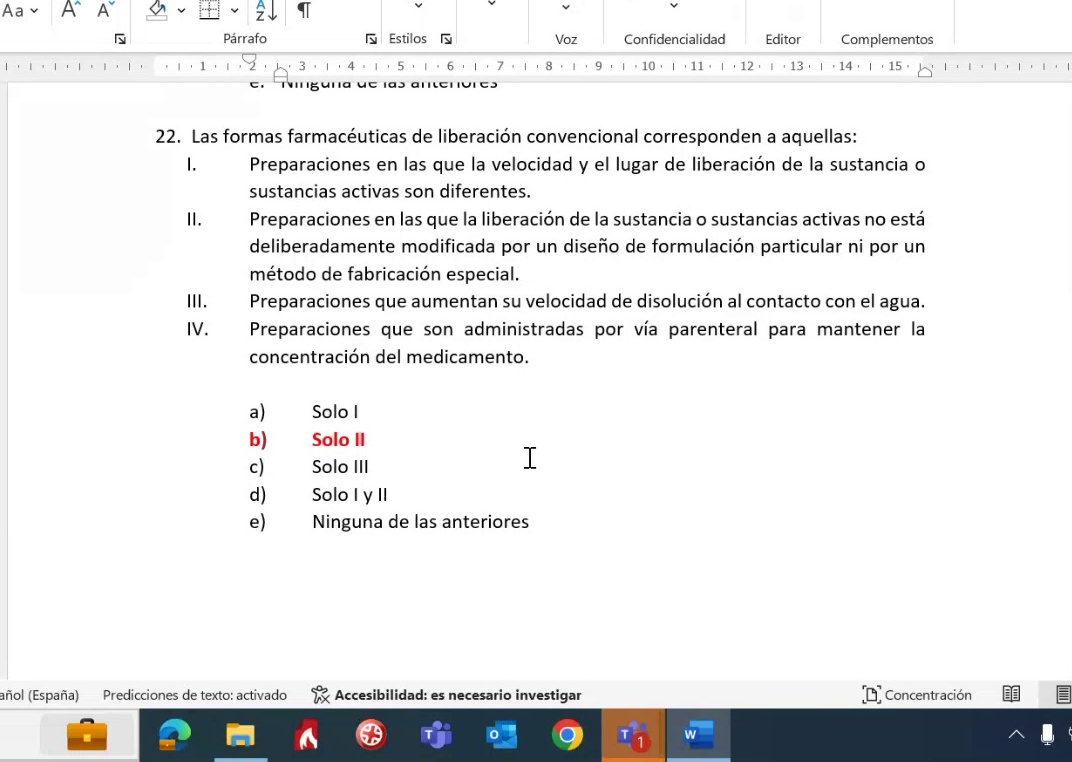 Aa A A A Z ¶
Párrafo Estilos Voz Confidencialidad Editor Complementos
1 2 3 4 5 6 7 8 9 10 11 12 13 14 15
e. Ninguna de las anteriores
22. Las formas farmacéuticas de liberación convencional corresponden a aquellas:
I. Preparaciones en las que la velocidad y el lugar de liberación de la sustancia o
sustancias activas son diferentes.
II. Preparaciones en las que la liberación de la sustancia o sustancias activas no está
deliberadamente modificada por un diseño de formulación particular ni por un
método de fabricación especial.
III. Preparaciones que aumentan su velocidad de disolución al contacto con el agua.
IV. Preparaciones que son administradas por vía parenteral para mantener la
concentración del medicamento.
a) Solo I
b) Solo II
c) Solo III
d) Solo I y II
e) Ninguna de las anteriores
añol (España) Predicciones de texto: activado Accesibilidad: es necesario investigar Concentración
1